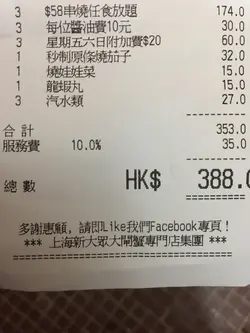 3 $58串燒任食放題 174.0
3 每位醬油費10元 30.0
3 星期五六日附加費$20 60.0
1 秒制原條燒茄子 32.0
1 燒娃娃菜 15.0
1 龍蝦丸 15.0
3 汽水類 27.0
合計 353.0
服務費 10.0% 35.0
總數 HK$ 388.0
多謝惠顧，請即Like我們Facebook專頁！
*** 上海新大眾大閘蟹專門店集團 ***